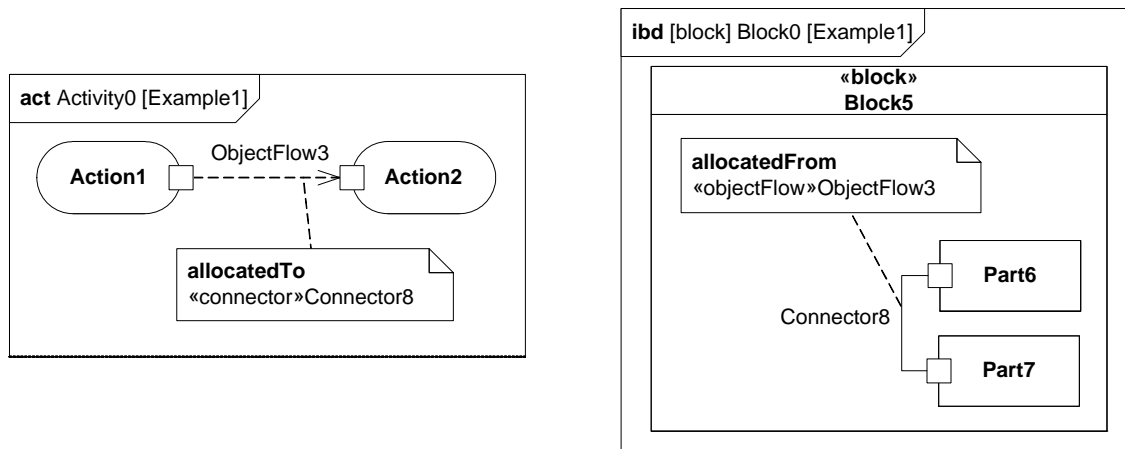 act Activity0 [Example1]
ObjectFlow3
Action1
Action2
allocatedTo
«connector»Connector8
ibd [block] Block0 [Example1]
«block»
Block5
allocatedFrom
«objectFlow»ObjectFlow3
Part6
Connector8
Part7